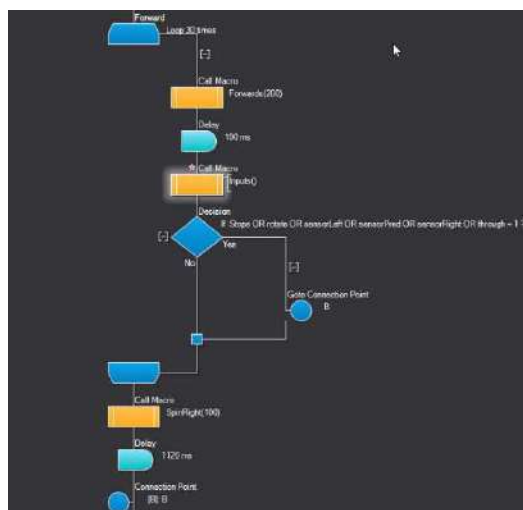 Forward
Loop 30 times
[-]
Call Macro
Forwards(200)
Delay
100 ms
Call Macro
Inputs()
Decision
If Stope OR rotate OR sensorLeft OR sensorPred OR sensorRight OR through = 1 ?
[-]
Yes
No
[-]
Goto Connection Point
B
Call Macro
SpinRight(100)
Delay
1120 ms
Connection Point
[B]: B